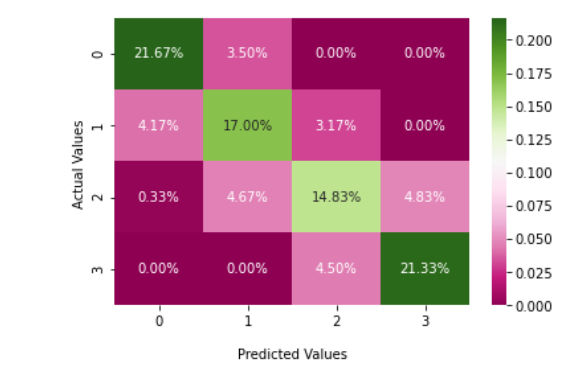 0 21.67% 3.50% 0.00% 0.00% 0.200
0.175
1 4.17% 17.00% 3.17% 0.00% 0.150
0.125
Actual Values
2 0.33% 4.67% 14.83% 4.83% 0.100
0.075
0.050
3 0.00% 0.00% 4.50% 21.33% 0.025
0.000
0 1 2 3
Predicted Values